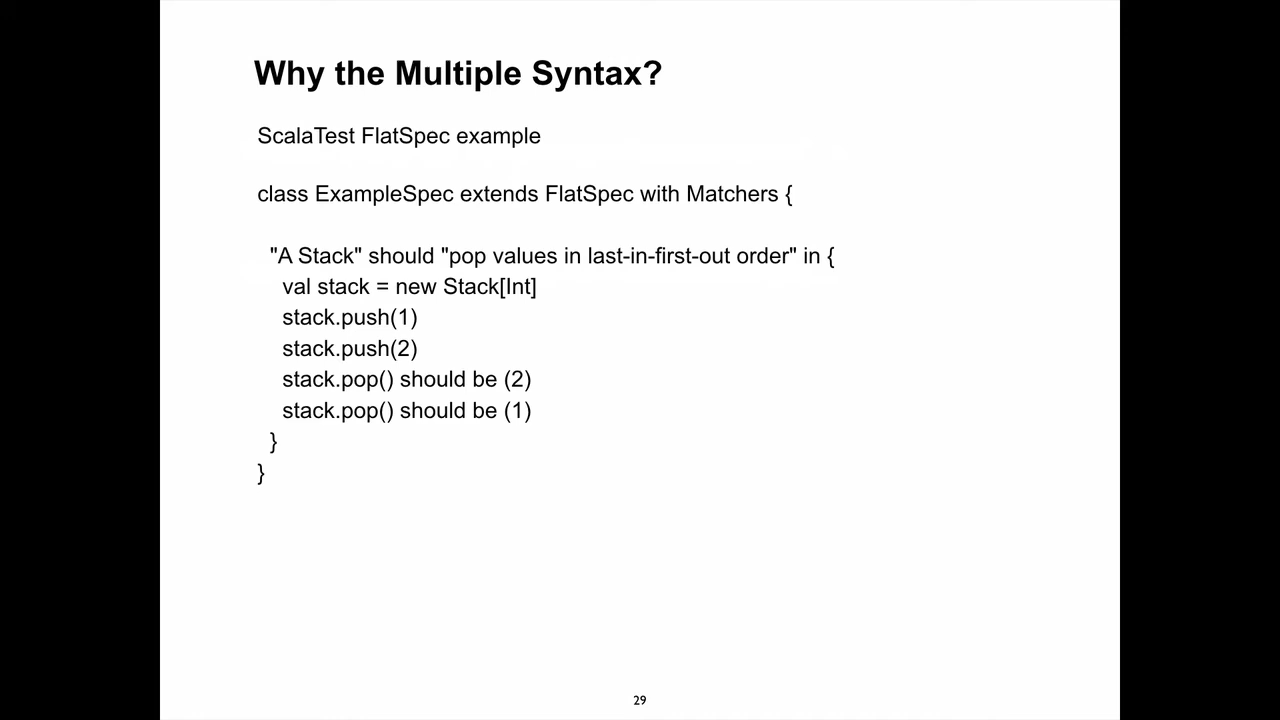 Why the Multiple Syntax?
ScalaTest FlatSpec example
class ExampleSpec extends FlatSpec with Matchers {
"A Stack" should "pop values in last-in-first-out order" in {
val stack = new Stack[Int]
stack.push(1)
stack.push(2)
stack.pop() should be (2)
stack.pop() should be (1)
}
}
29